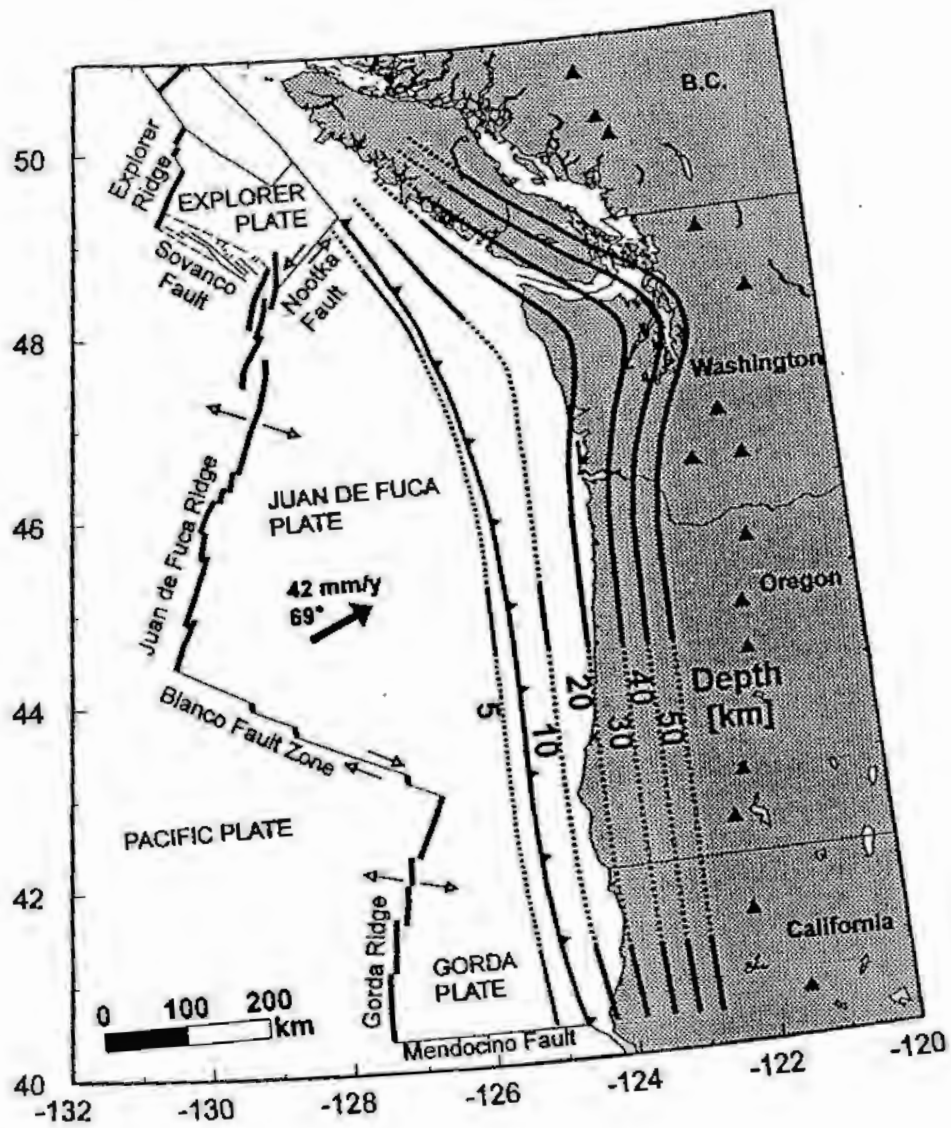 B.C.
50
Explorer
Ridge
EXPLORER
PLATE
Sovanco
Fault
Nootka
Fault
48
Washington
Juan de Fuca Ridge
JUAN DE FUCA
PLATE
46
Oregon
42 mm/y
69°
5
10
20
30
40
50
Depth
[km]
44
Blanco Fault Zone
PACIFIC PLATE
42
California
Gorda Ridge
GORDA
PLATE
0 100 200
km
Mendocino Fault
40
-132
-130
-128
-126
-124
-122
-120